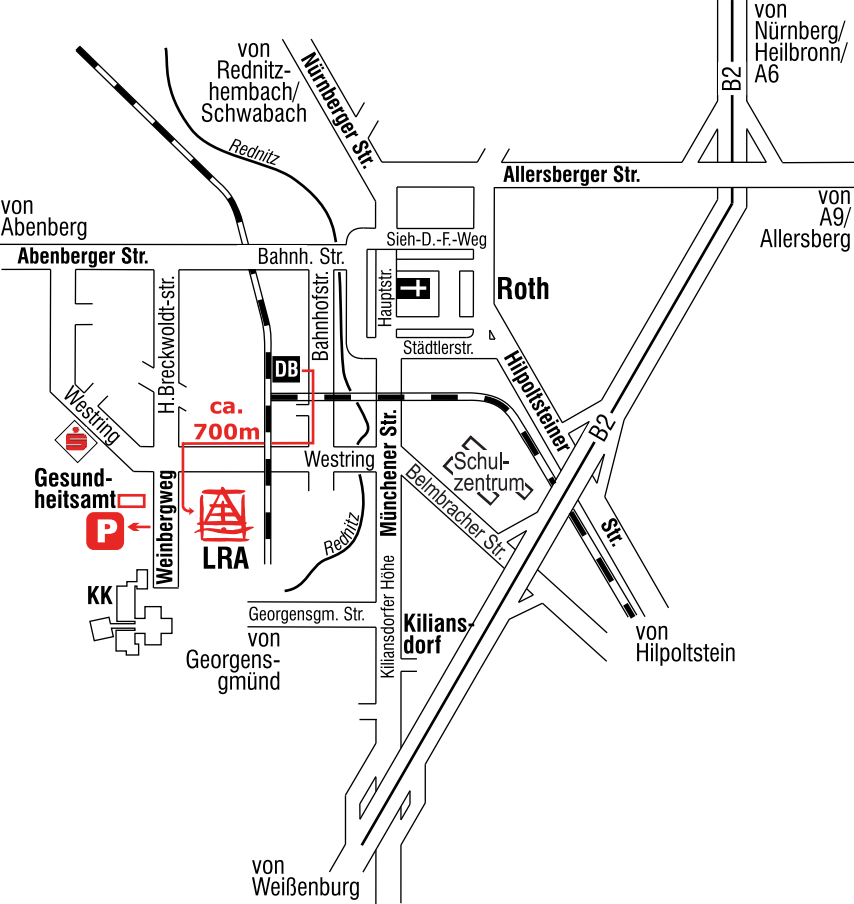 von
Nürnberg/
Heilbronn/
A6
B2
von
Rednitz-
hembach/
Schwabach
Nürnberger Str.
Rednitz
Allersberger Str.
von
A9/
Allersberg
von
Abenberg
Abenberger Str.
Bahnh. Str.
Sieh-D.-F.-Weg
Roth
Hauptstr.
Bahnhofstr.
H.Breckwoldt-str.
Städtlerstr.
DB
Hilpoltsteiner
Str.
Westring
ca.
700m
B2
Westring
Münchener Str.
Schul-
zentrum
Belmbracher Str.
Gesund-
heitsamt
P
Weinbergweg
LRA
Rednitz
KK
Georgensgm. Str.
Kiliansdorfer Höhe
Kilians-
dorf
von
Georgens-
gmünd
von
Hilpoltstein
von
Weißenburg